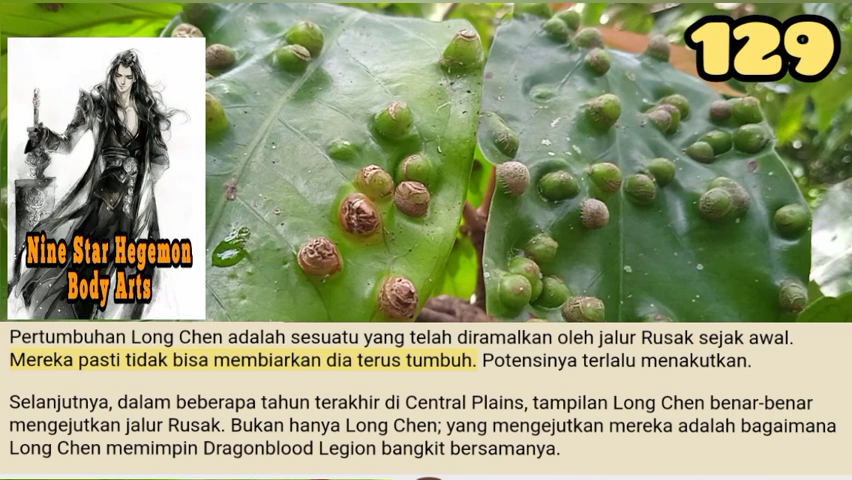 129
Nine Star Hegemon
Body Arts
Pertumbuhan Long Chen adalah sesuatu yang telah diramalkan oleh jalur Rusak sejak awal.
Mereka pasti tidak bisa membiarkan dia terus tumbuh. Potensinya terlalu menakutkan.
Selanjutnya, dalam beberapa tahun terakhir di Central Plains, tampilan Long Chen benar-benar
mengejutkan jalur Rusak. Bukan hanya Long Chen; yang mengejutkan mereka adalah bagaimana
Long Chen memimpin Dragonblood Legion bangkit bersamanya.